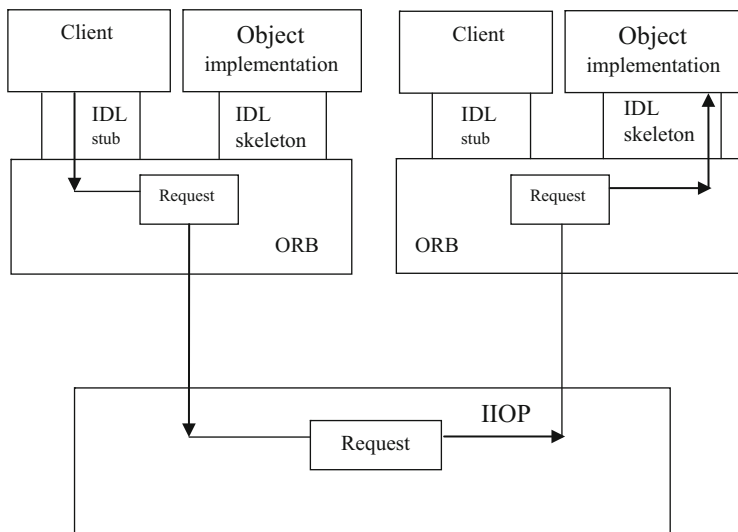 Client
Object
implementation
Client
Object
implementation
IDL
stub
IDL
skeleton
IDL
stub
IDL
skeleton
Request
ORB
Request
ORB
IIOP
Request